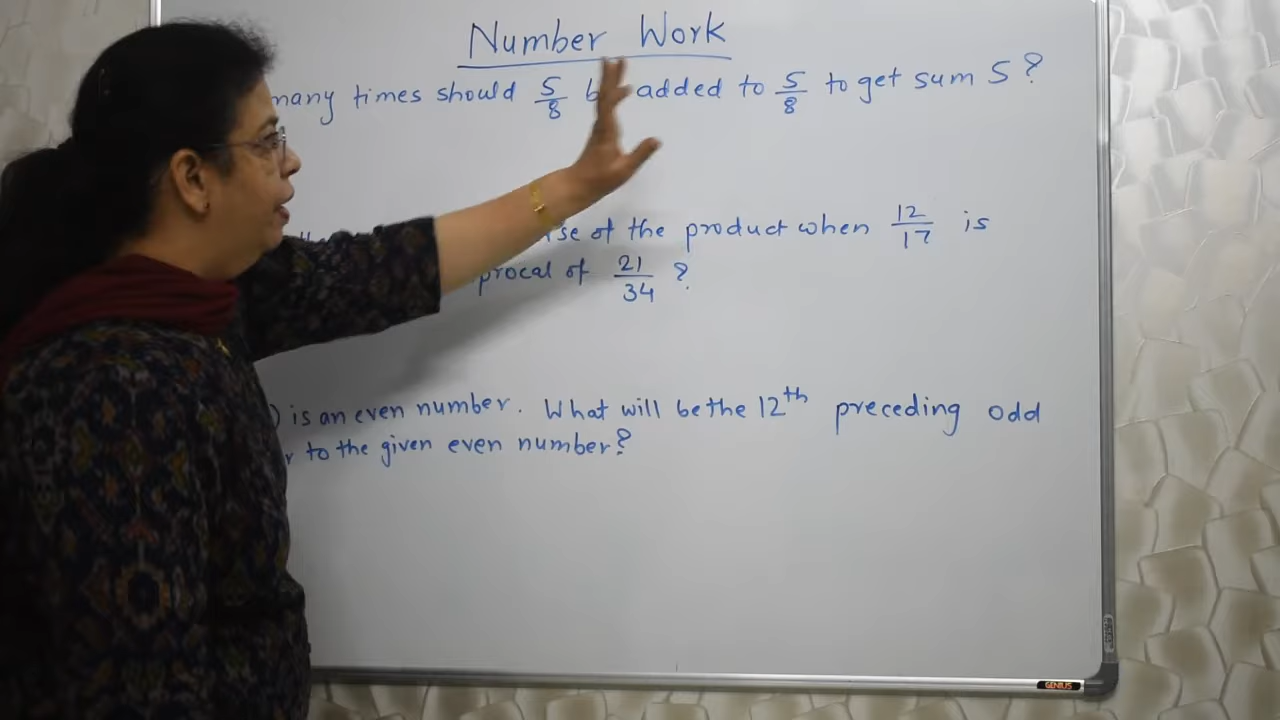 Number Work
many times should 5/8 be added to 5/8 to get sum 5?
of the product when 12/17 is
of 21/34 ?
is an even number. What will be the 12th preceding odd
to the given even number?
GENIUS